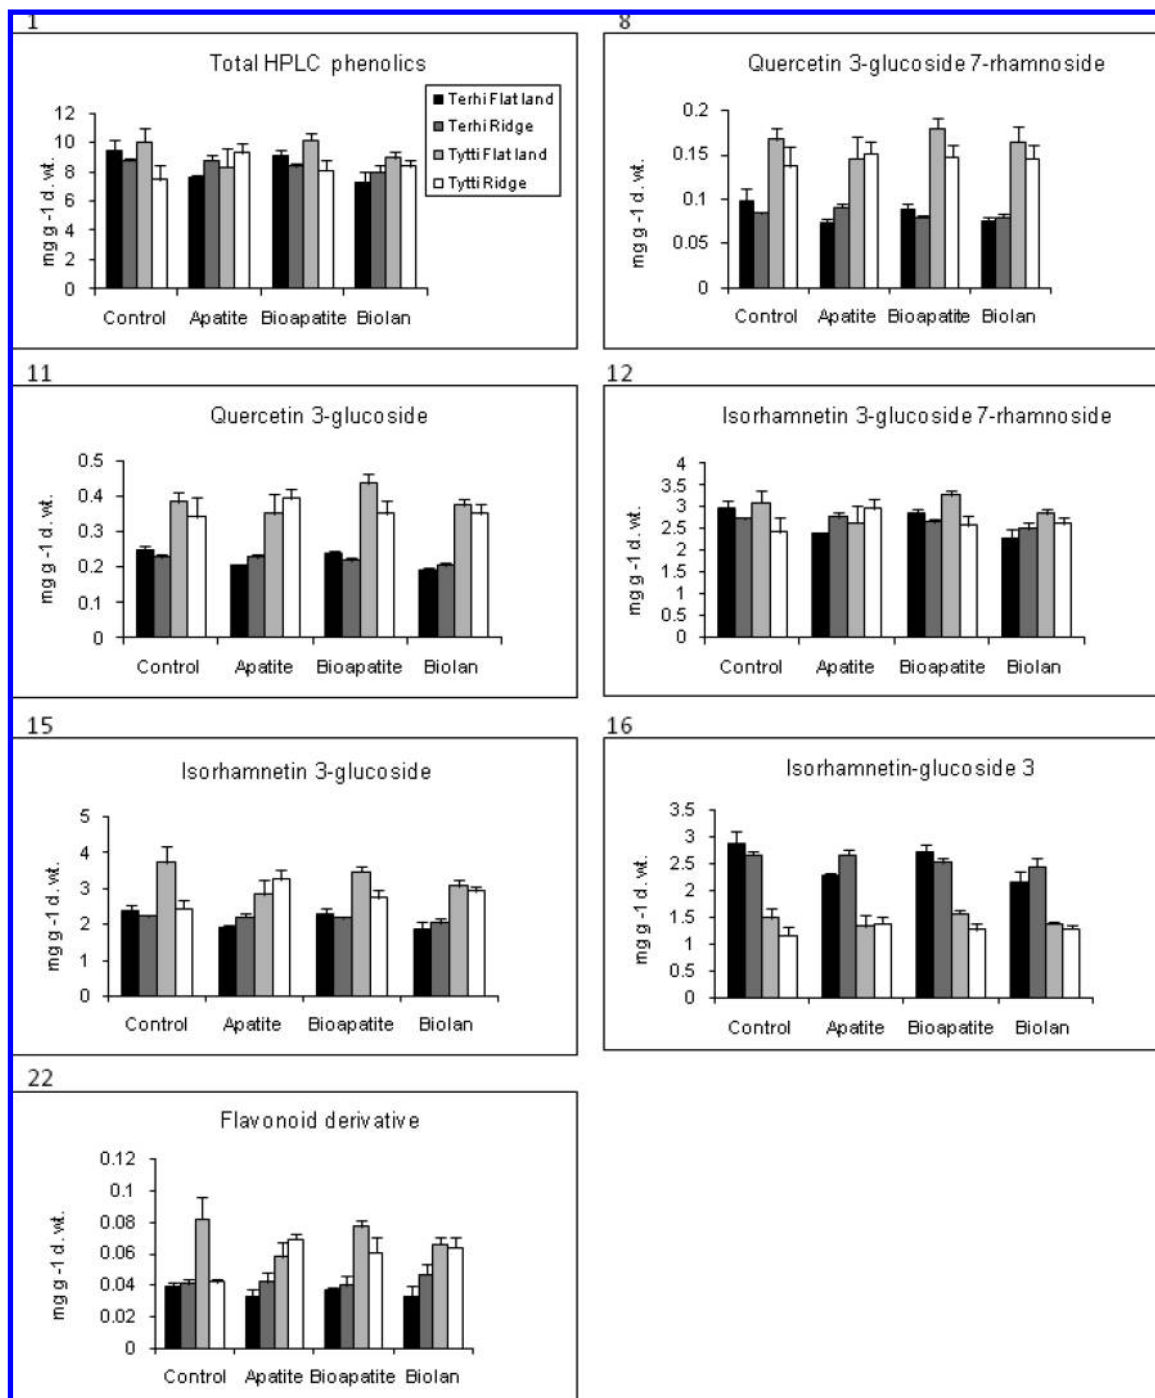 1
Total HPLC phenolics
Terhi Flat land
Terhi Ridge
Tytti Flat land
Tytti Ridge
12
10
8
6
4
2
0
mg g -1 d. wt.
Control Apatite Bioapatite Biolan
8
Quercetin 3-glucoside 7-rhamnoside
0.2
0.15
0.1
0.05
0
mg g -1 d. wt.
Control Apatite Bioapatite Biolan
11
Quercetin 3-glucoside
0.5
0.4
0.3
0.2
0.1
0
mg g -1 d. wt.
Control Apatite Bioapatite Biolan
12
Isorhamnetin 3-glucoside 7-rhamnoside
4
3.5
3
2.5
2
1.5
1
0.5
0
mg g -1 d. wt.
Control Apatite Bioapatite Biolan
15
Isorhamnetin 3-glucoside
5
4
3
2
1
0
mg g -1 d. wt.
Control Apatite Bioapatite Biolan
16
Isorhamnetin-glucoside 3
3.5
3
2.5
2
1.5
1
0.5
0
mg g -1 d. wt.
Control Apatite Bioapatite Biolan
22
Flavonoid derivative
0.12
0.1
0.08
0.06
0.04
0.02
0
mg g -1 d. wt.
Control Apatite Bioapatite Biolan